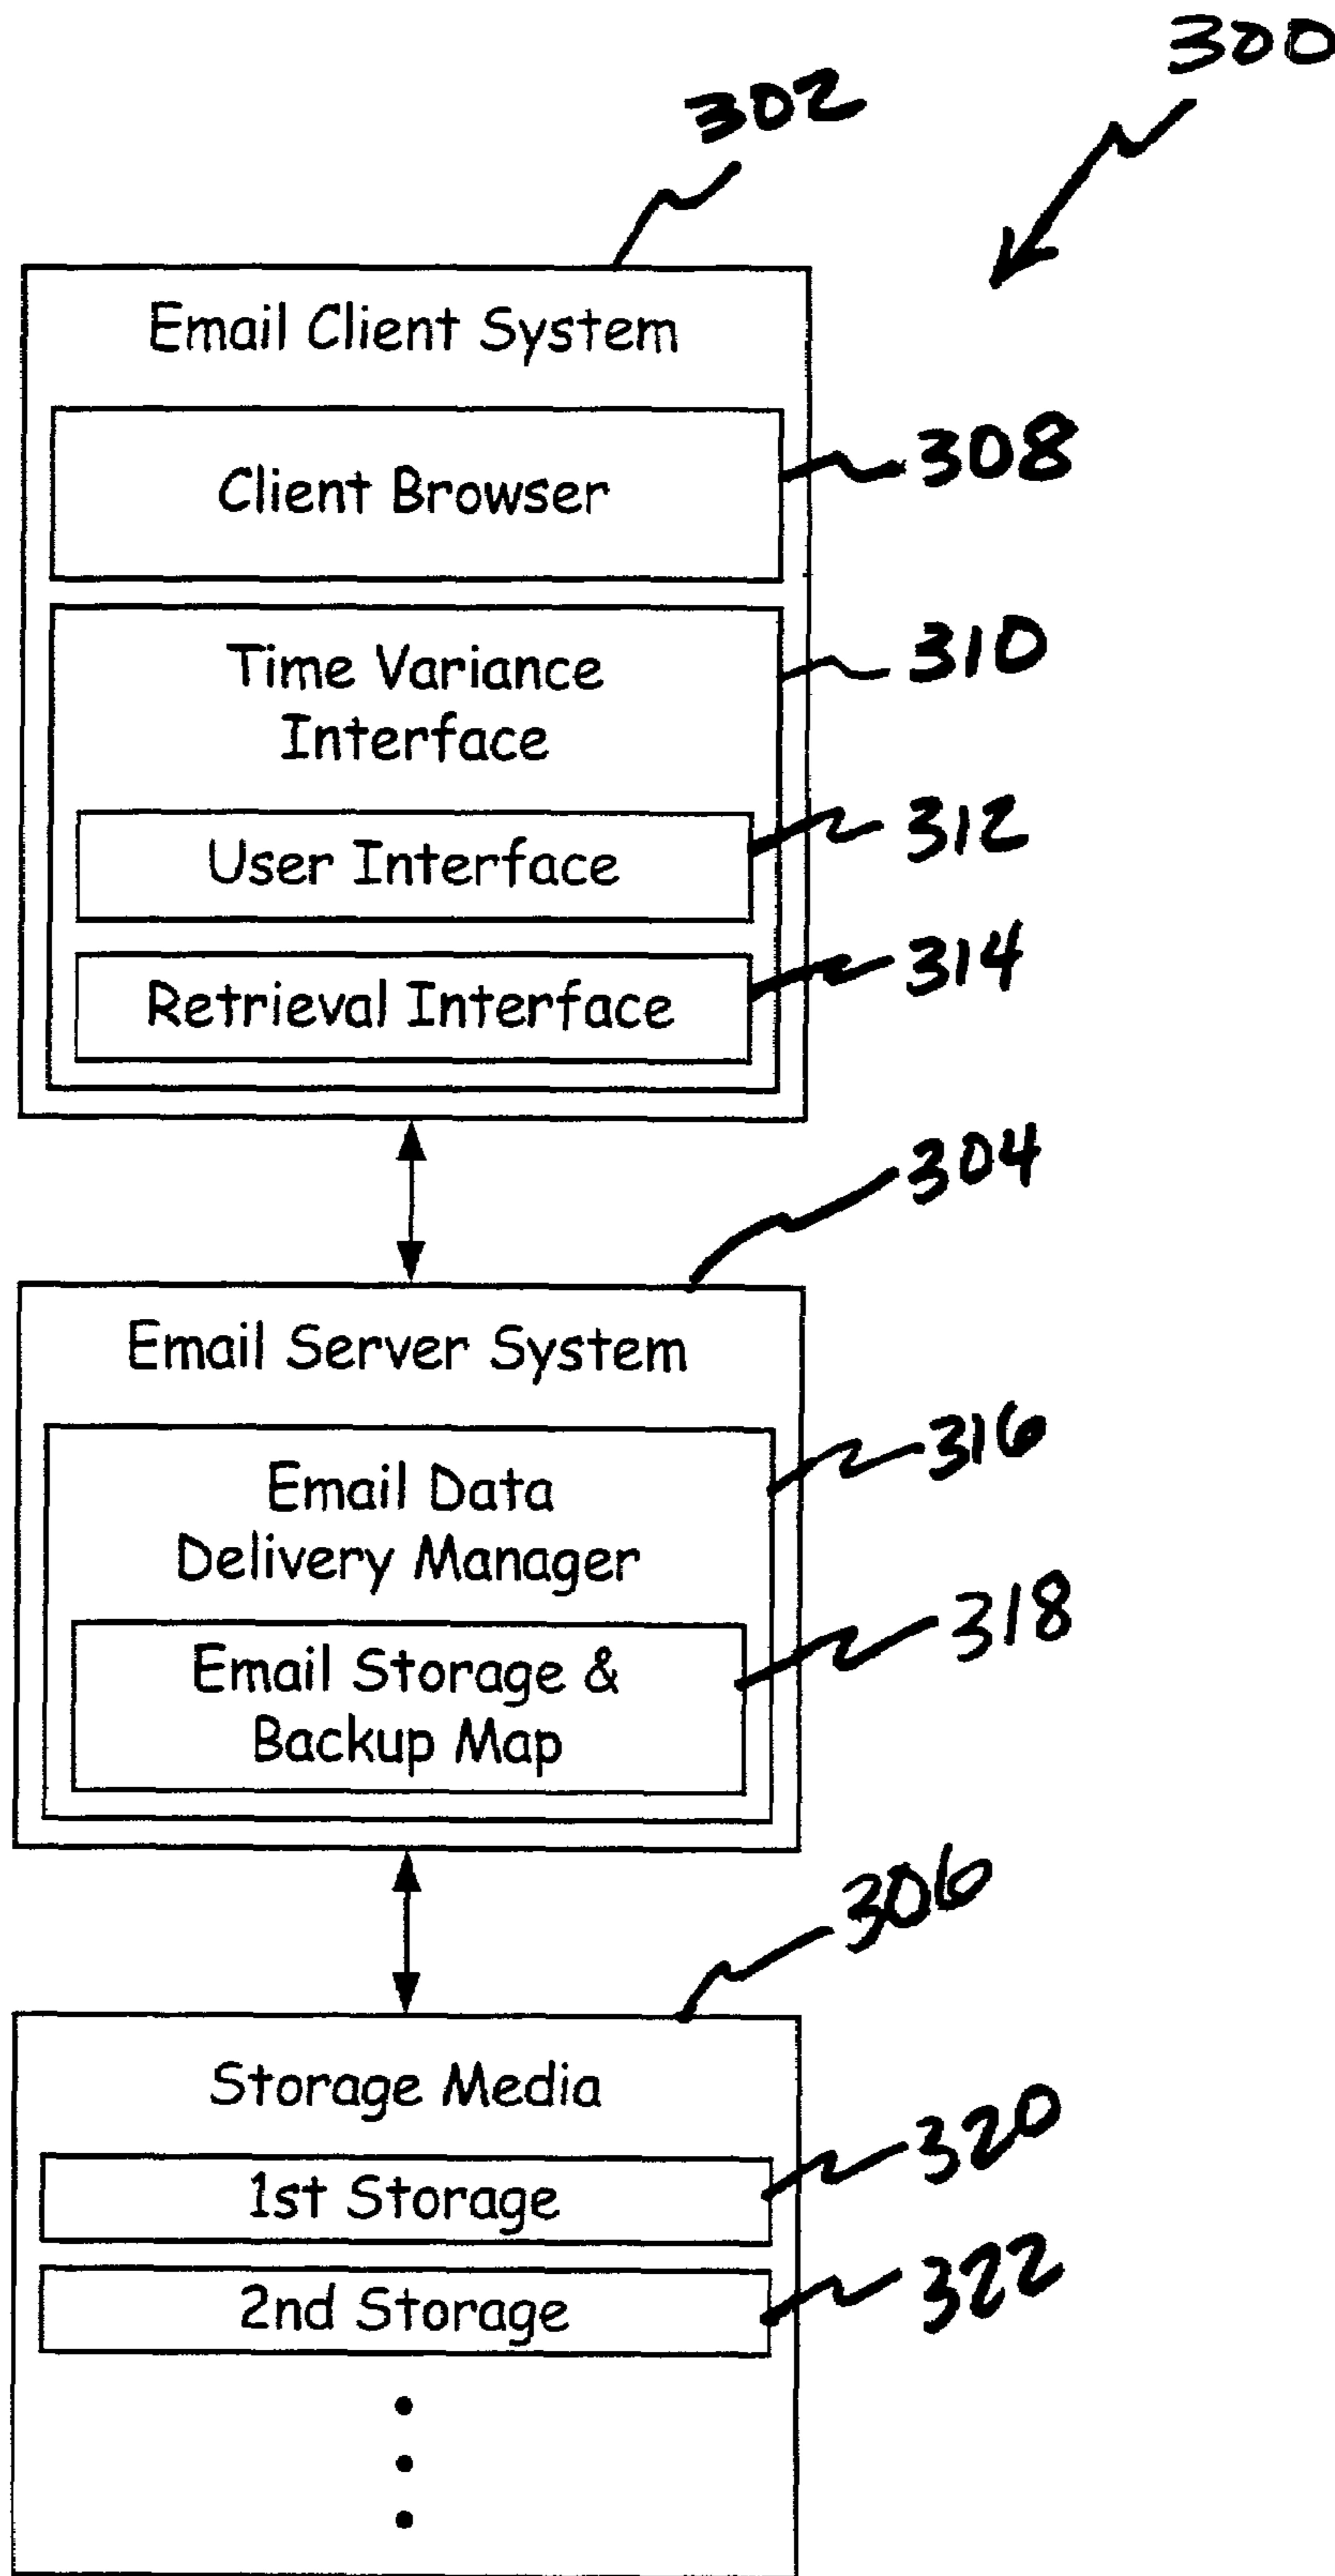 300
302
Email Client System
Client Browser
308
Time Variance
Interface
310
User Interface
312
Retrieval Interface
314
304
Email Server System
Email Data
Delivery Manager
316
Email Storage &
Backup Map
318
306
Storage Media
1st Storage
320
2nd Storage
322